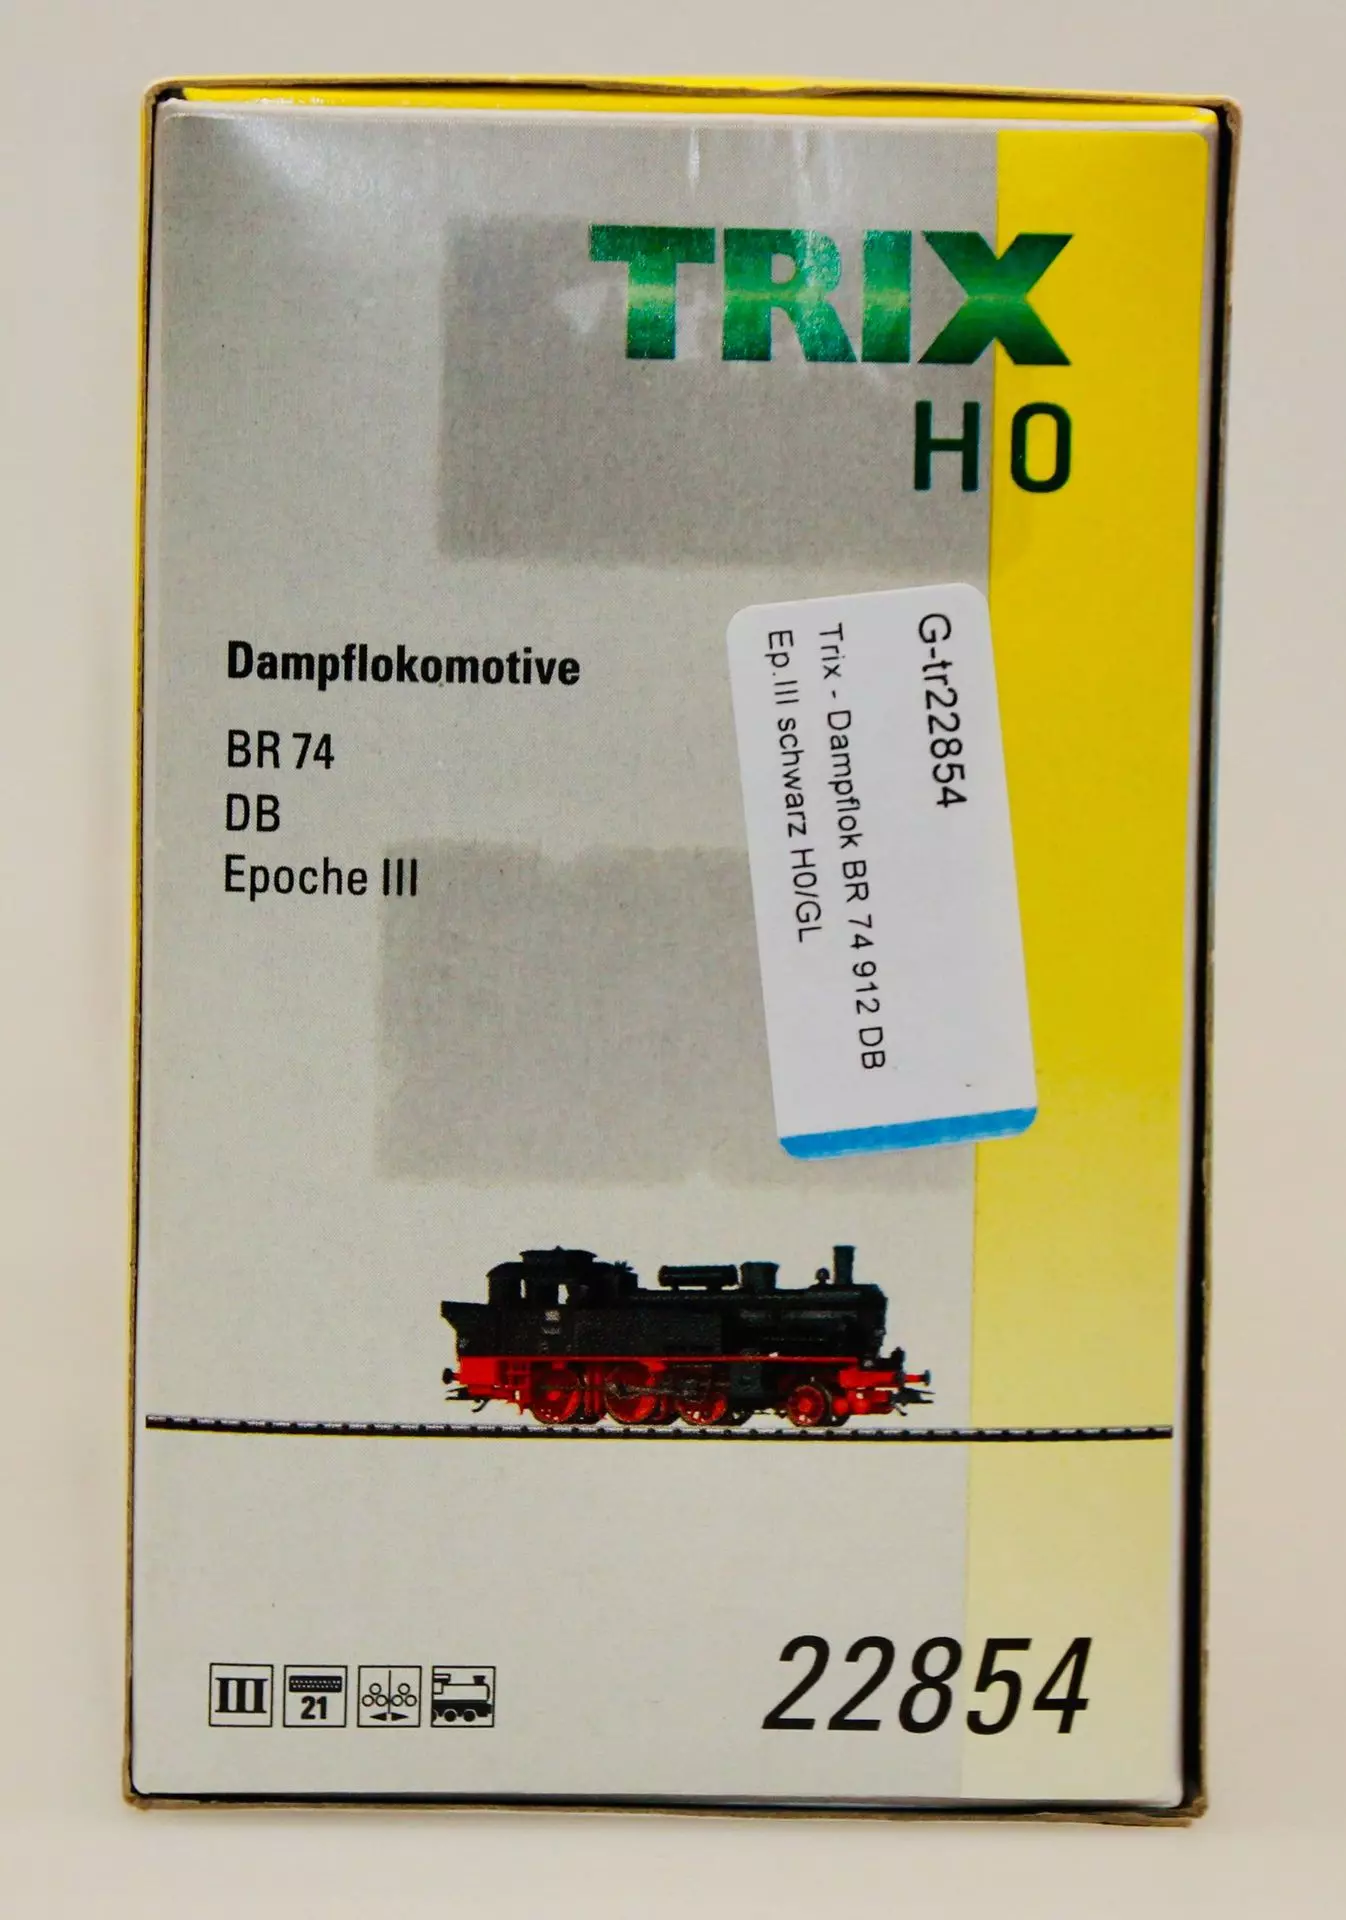 TRIX
H0
Dampflokomotive
BR 74
DB
Epoche III
G-tr22854
Trix - Dampflok BR 74 912 DB
Ep.III schwarz H0/GL
III
21
22854